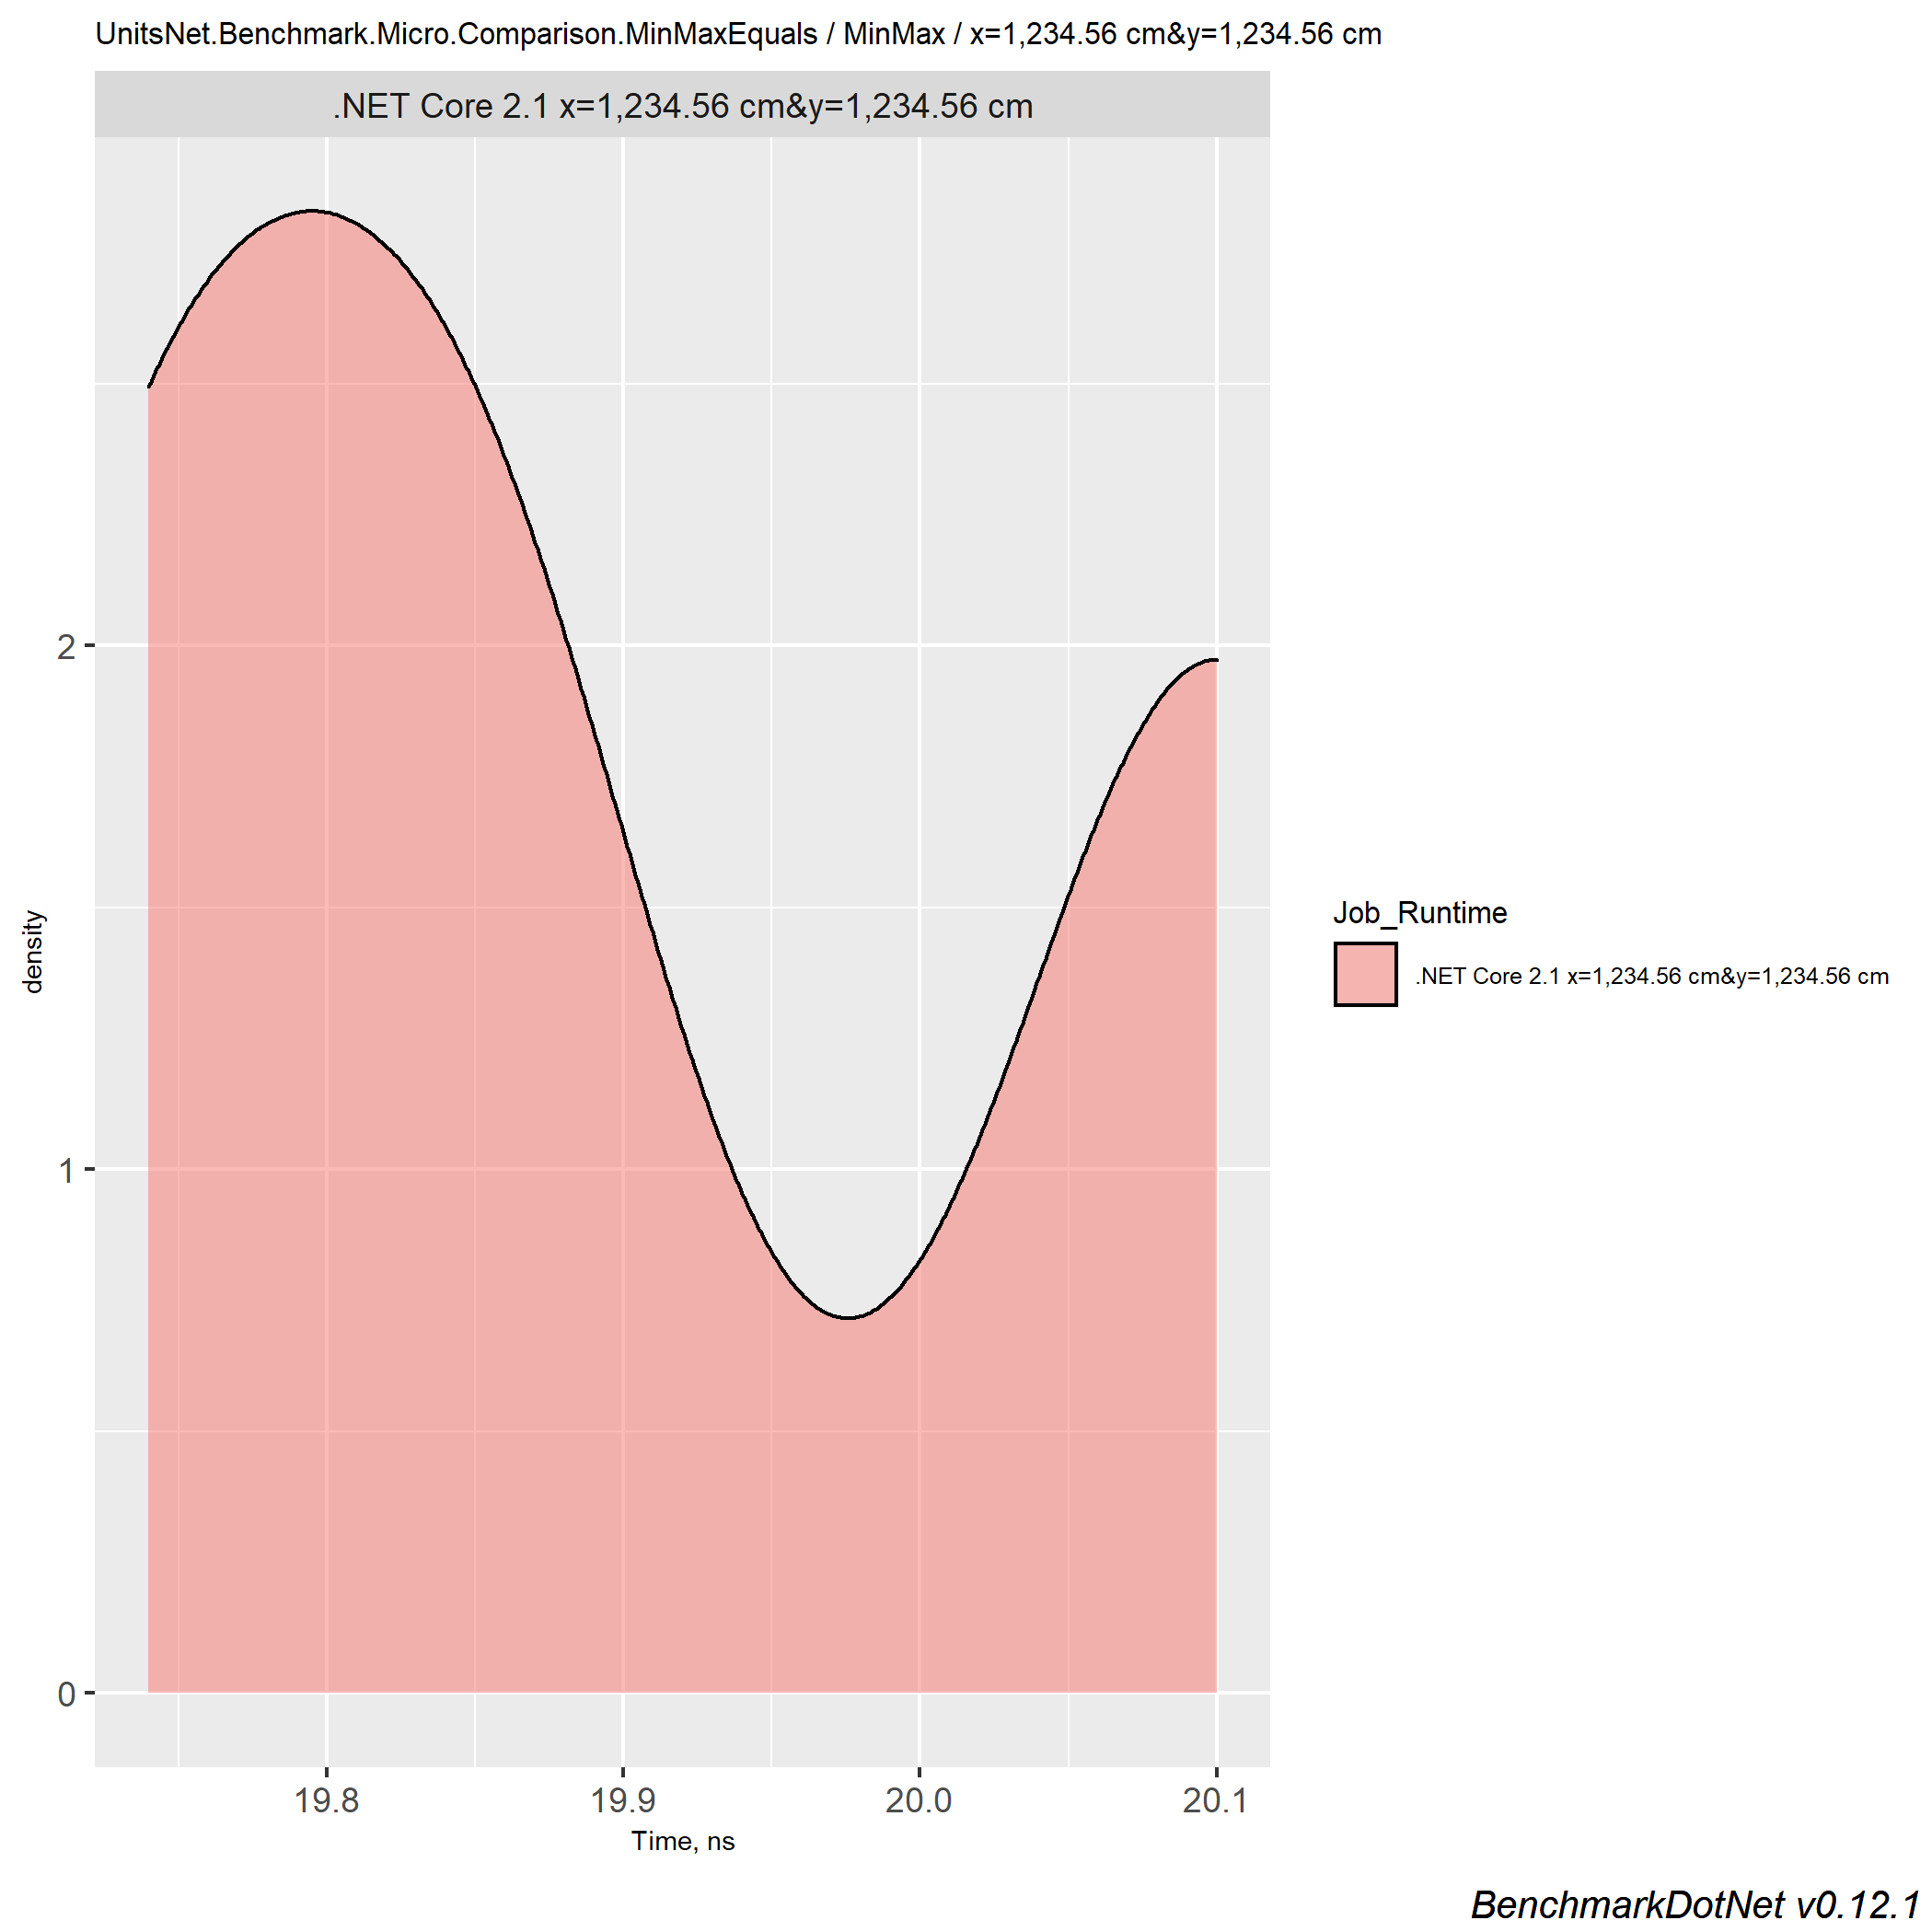 UnitsNet.Benchmark.Micro.Comparison.MinMaxEquals / MinMax / x=1,234.56 cm&y=1,234.56 cm
.NET Core 2.1 x=1,234.56 cm&y=1,234.56 cm
2
1
0
density
19.8 19.9 20.0 20.1
Time, ns
Job_Runtime
.NET Core 2.1 x=1,234.56 cm&y=1,234.56 cm
BenchmarkDotNet v0.12.1